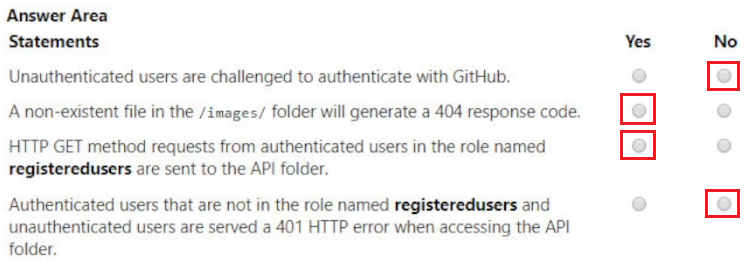 Answer Area
Statements Yes No
Unauthenticated users are challenged to authenticate with GitHub.
A non-existent file in the /images/ folder will generate a 404 response code.
HTTP GET method requests from authenticated users in the role named
registeredusers are sent to the API folder.
Authenticated users that are not in the role named registeredusers and
unauthenticated users are served a 401 HTTP error when accessing the API
folder.